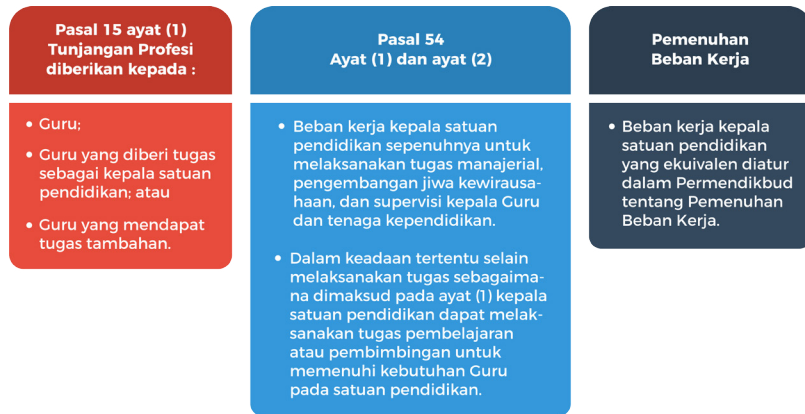 Pasal 15 ayat (1)
Tunjangan Profesi
diberikan kepada :
• Guru;
• Guru yang diberi tugas
sebagai kepala satuan
pendidikan; atau
• Guru yang mendapat
tugas tambahan.
Pasal 54
Ayat (1) dan ayat (2)
• Beban kerja kepala satuan
pendidikan sepenuhnya untuk
melaksanakan tugas manajerial,
pengembangan jiwa kewirausa-
haan, dan supervisi kepala Guru
dan tenaga kependidikan.
• Dalam keadaan tertentu selain
melaksanakan tugas sebagaima-
na dimaksud pada ayat (1) kepala
satuan pendidikan dapat melak-
sanakan tugas pembelajaran
atau pembimbingan untuk
memenuhi kebutuhan Guru
pada satuan pendidikan.
Pemenuhan
Beban Kerja
• Beban kerja kepala
satuan pendidikan
yang ekuivalen diatur
dalam Permendikbud
tentang Pemenuhan
Beban Kerja.